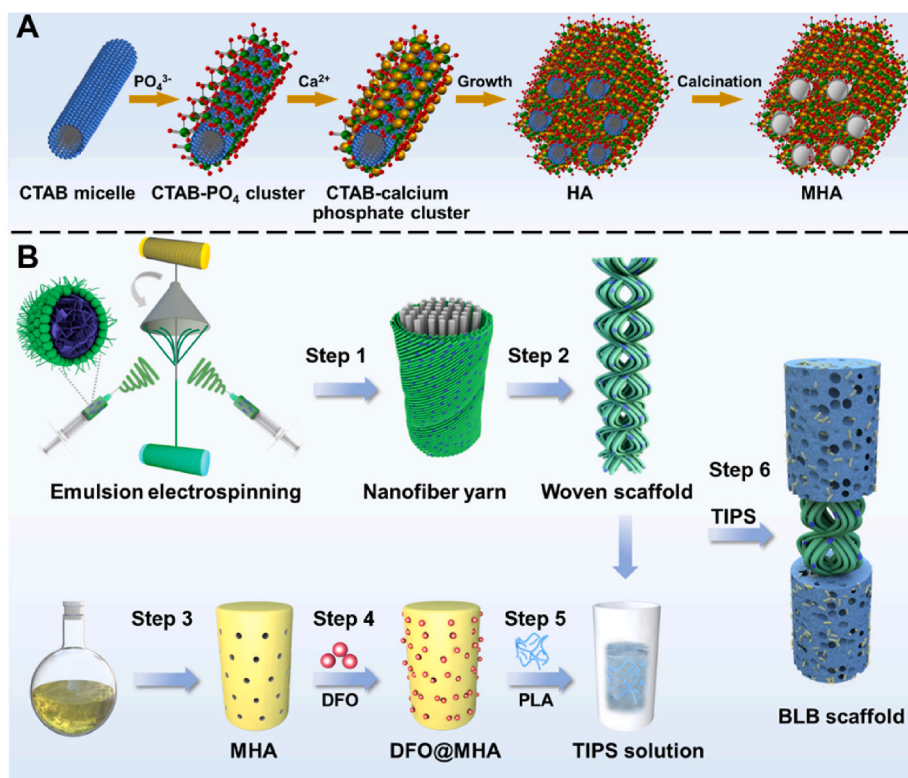 A
PO₄³⁻
Ca²⁺
Growth
Calcination
CTAB micelle
CTAB-PO₄ cluster
CTAB-calcium
phosphate cluster
HA
MHA
B
Step 1
Step 2
Emulsion electrospinning
Nanofiber yarn
Woven scaffold
Step 6
TIPS
Step 3
Step 4
Step 5
DFO
PLA
MHA
DFO@MHA
TIPS solution
BLB scaffold